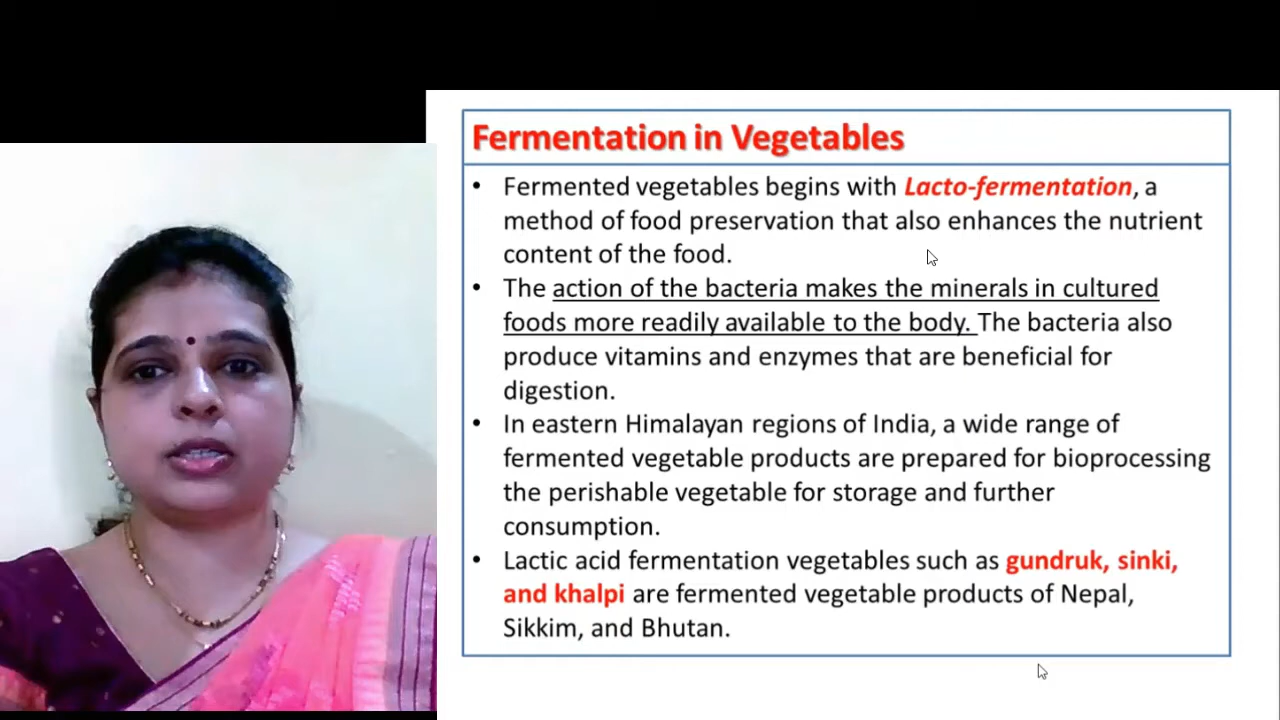 Fermentation in Vegetables
• Fermented vegetables begins with Lacto-fermentation, a
method of food preservation that also enhances the nutrient
content of the food.
• The action of the bacteria makes the minerals in cultured
foods more readily available to the body. The bacteria also
produce vitamins and enzymes that are beneficial for
digestion.
• In eastern Himalayan regions of India, a wide range of
fermented vegetable products are prepared for bioprocessing
the perishable vegetable for storage and further
consumption.
• Lactic acid fermentation vegetables such as gundruk, sinki,
and khalpi are fermented vegetable products of Nepal,
Sikkim, and Bhutan.